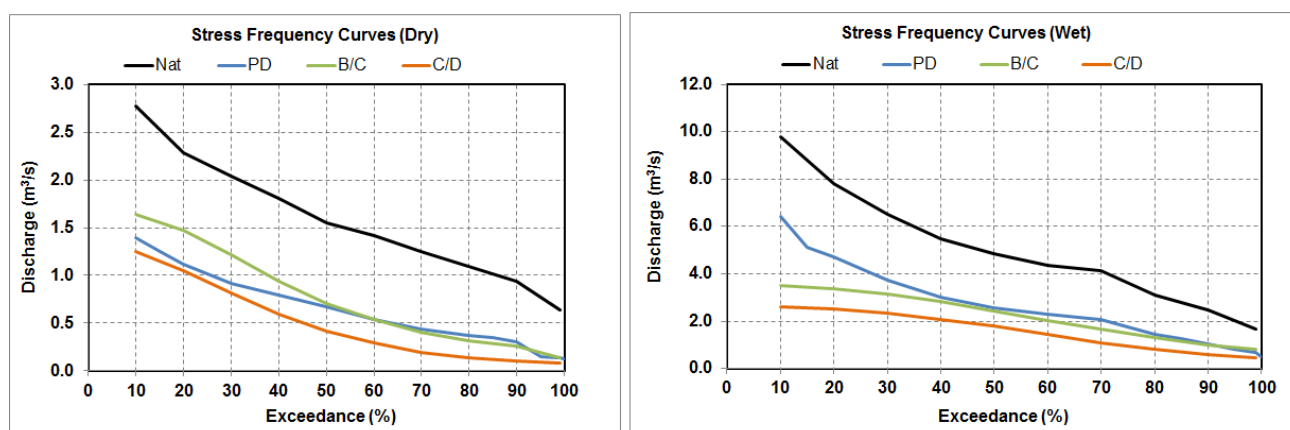 Stress Frequency Curves (Dry)
Nat PD B/C C/D
3.0
2.5
2.0
1.5
1.0
0.5
0.0
Discharge (m³/s)
0 10 20 30 40 50 60 70 80 90 100
Exceedance (%)
Stress Frequency Curves (Wet)
Nat PD B/C C/D
12.0
10.0
8.0
6.0
4.0
2.0
0.0
Discharge (m³/s)
0 10 20 30 40 50 60 70 80 90 100
Exceedance (%)